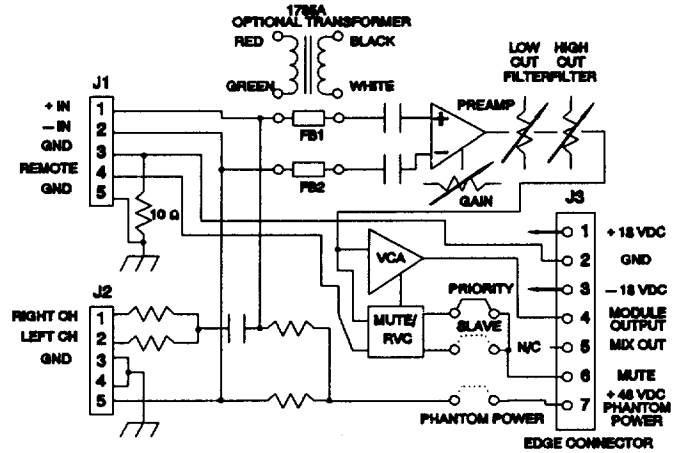 1785A
OPTIONAL TRANSFORMER
RED
BLACK
GREEN
WHITE
LOW CUT FILTER
HIGH CUT FILTER
J1
+ IN
1
– IN
2
GND
3
REMOTE
4
GND
5
10 Ω
FB1
FB2
+
–
PREAMP
GAIN
J3
1
+ 18 VDC
2
GND
3
– 18 VDC
4
MODULE OUTPUT
N/C
5
MIX OUT
6
MUTE
7
+ 48 VDC PHANTOM POWER
VCA
MUTE/
RVC
PRIORITY
SLAVE
PHANTOM POWER
J2
RIGHT CH
1
LEFT CH
2
GND
3
4
5
EDGE CONNECTOR